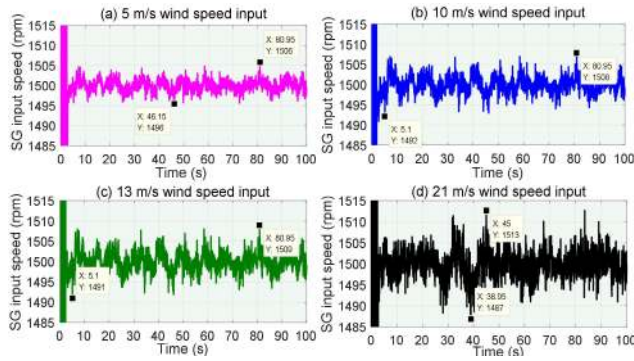 (a) 5 m/s wind speed input
SG input speed (rpm)
1515
1510
1505
1500
1495
1490
1485
X: 80.95
Y: 1506
X: 46.15
Y: 1496
0 10 20 30 40 50 60 70 80 90 100
Time (s)
(b) 10 m/s wind speed input
SG input speed (rpm)
1515
1510
1505
1500
1495
1490
1485
X: 80.95
Y: 1508
X: 5.1
Y: 1492
0 10 20 30 40 50 60 70 80 90 100
Time (s)
(c) 13 m/s wind speed input
SG input speed (rpm)
1515
1510
1505
1500
1495
1490
1485
X: 80.95
Y: 1509
X: 5.1
Y: 1491
0 10 20 30 40 50 60 70 80 90 100
Time (s)
(d) 21 m/s wind speed input
SG input speed (rpm)
1515
1510
1505
1500
1495
1490
1485
X: 45
Y: 1513
X: 38.95
Y: 1487
0 10 20 30 40 50 60 70 80 90 100
Time (s)